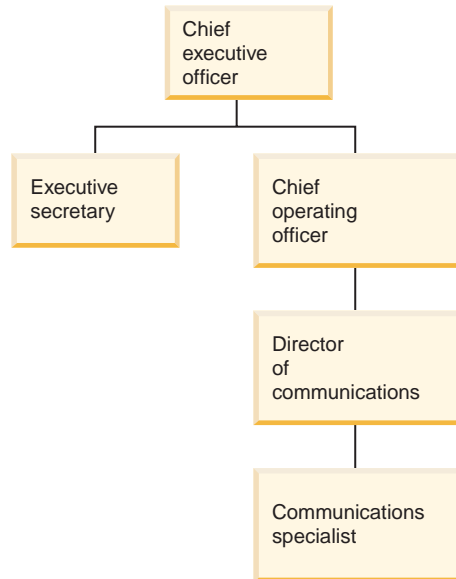 Chief
executive
officer
Executive
secretary
Chief
operating
officer
Director
of
communications
Communications
specialist